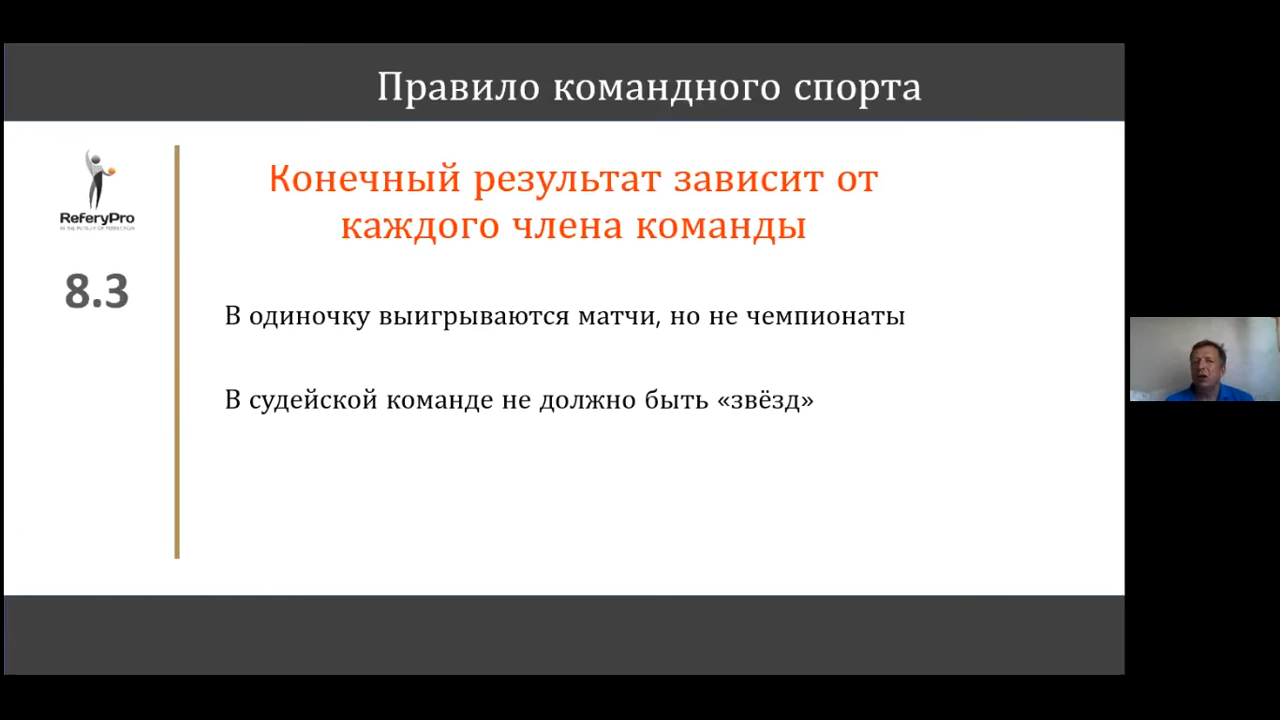 Правило командного спорта
Конечный результат зависит от
каждого члена команды
ReferyPro
8.3
В одиночку выигрываются матчи, но не чемпионаты
В судейской команде не должно быть «звёзд»